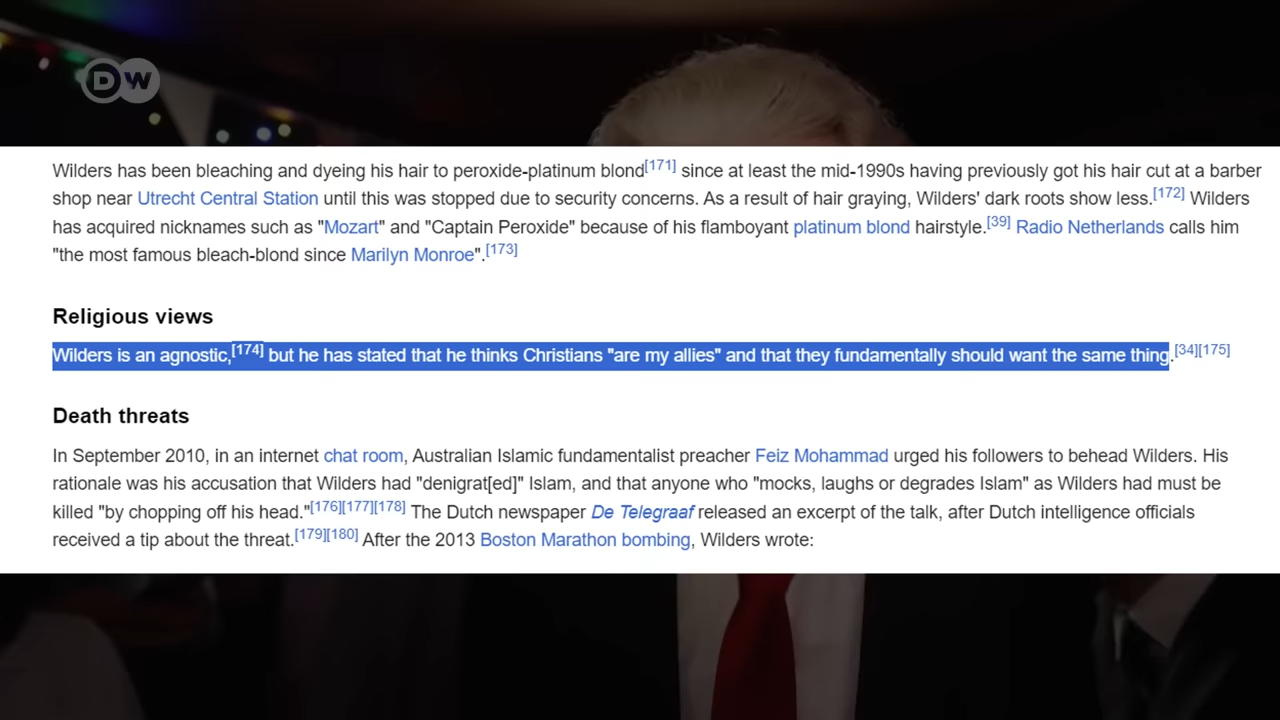 DW
Wilders has been bleaching and dyeing his hair to peroxide-platinum blond[171] since at least the mid-1990s having previously got his hair cut at a barber
shop near Utrecht Central Station until this was stopped due to security concerns. As a result of hair graying, Wilders' dark roots show less.[172] Wilders
has acquired nicknames such as "Mozart" and "Captain Peroxide" because of his flamboyant platinum blond hairstyle.[39] Radio Netherlands calls him
"the most famous bleach-blond since Marilyn Monroe".[173]
Religious views
Wilders is an agnostic,[174] but he has stated that he thinks Christians "are my allies" and that they fundamentally should want the same thing.[34][175]
Death threats
In September 2010, in an internet chat room, Australian Islamic fundamentalist preacher Feiz Mohammad urged his followers to behead Wilders. His
rationale was his accusation that Wilders had "denigrat[ed]" Islam, and that anyone who "mocks, laughs or degrades Islam" as Wilders had must be
killed "by chopping off his head."[176][177][178] The Dutch newspaper De Telegraaf released an excerpt of the talk, after Dutch intelligence officials
received a tip about the threat.[179][180] After the 2013 Boston Marathon bombing, Wilders wrote: